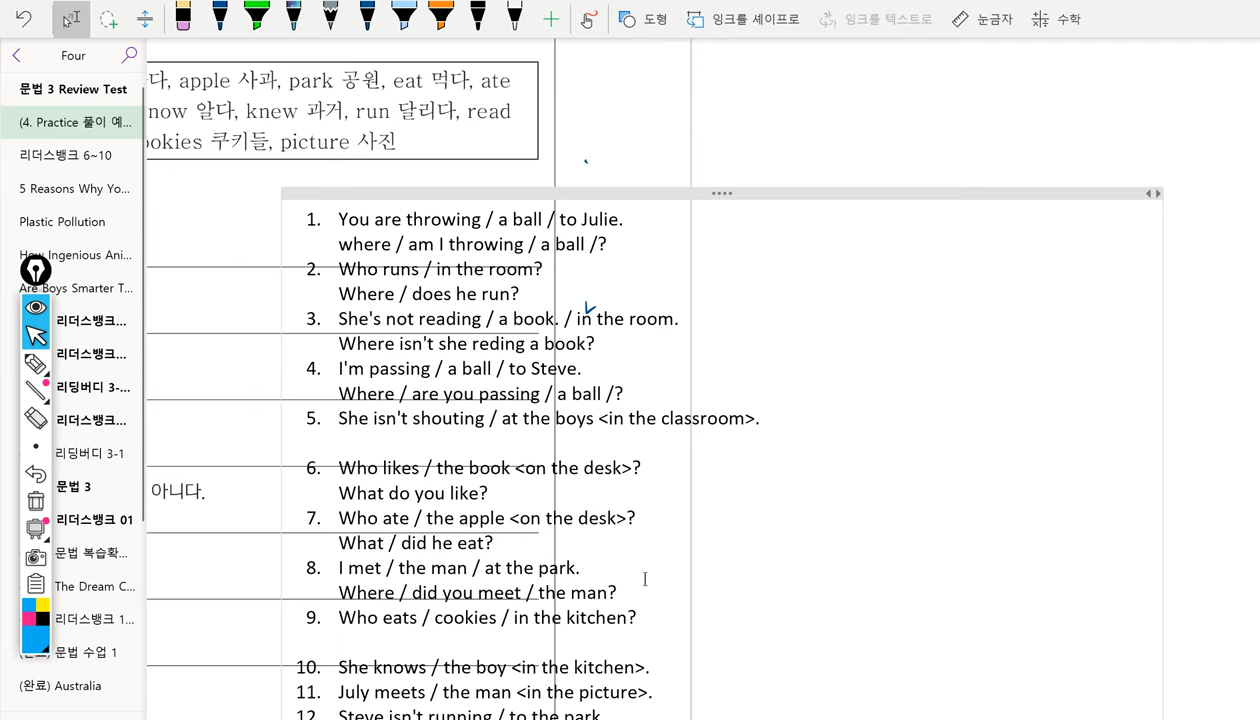 도형
잉크를 셰이프로
잉크를 텍스트로
눈금자
수학
Four
문법 3 Review Test
(4. Practice 풀이 예...
리더스뱅크 6~10
5 Reasons Why Yo...
Plastic Pollution
How Ingenious Ani...
Are Boys Smarter T...
리더스뱅크...
리더스뱅크...
리딩버디 3-...
리더스뱅크...
리딩버디 3-1
문법 3
리더스뱅크 01
문법 복습확...
The Dream C...
리더스뱅크 1...
문법 수업 1
(완료) Australia
다, apple 사과, park 공원, eat 먹다, ate
now 알다, knew 과거, run 달리다, read
ookies 쿠키들, picture 사진
아니다.
1. You are throwing / a ball / to Julie.
where / am I throwing / a ball /?
2. Who runs / in the room?
Where / does he run?
3. She's not reading / a book. / in the room.
Where isn't she reding a book?
4. I'm passing / a ball / to Steve.
Where / are you passing / a ball /?
5. She isn't shouting / at the boys <in the classroom>.
6. Who likes / the book <on the desk>?
What do you like?
7. Who ate / the apple <on the desk>?
What / did he eat?
8. I met / the man / at the park.
Where / did you meet / the man?
9. Who eats / cookies / in the kitchen?
10. She knows / the boy <in the kitchen>.
11. July meets / the man <in the picture>.
12. Steve isn't running / to the park.